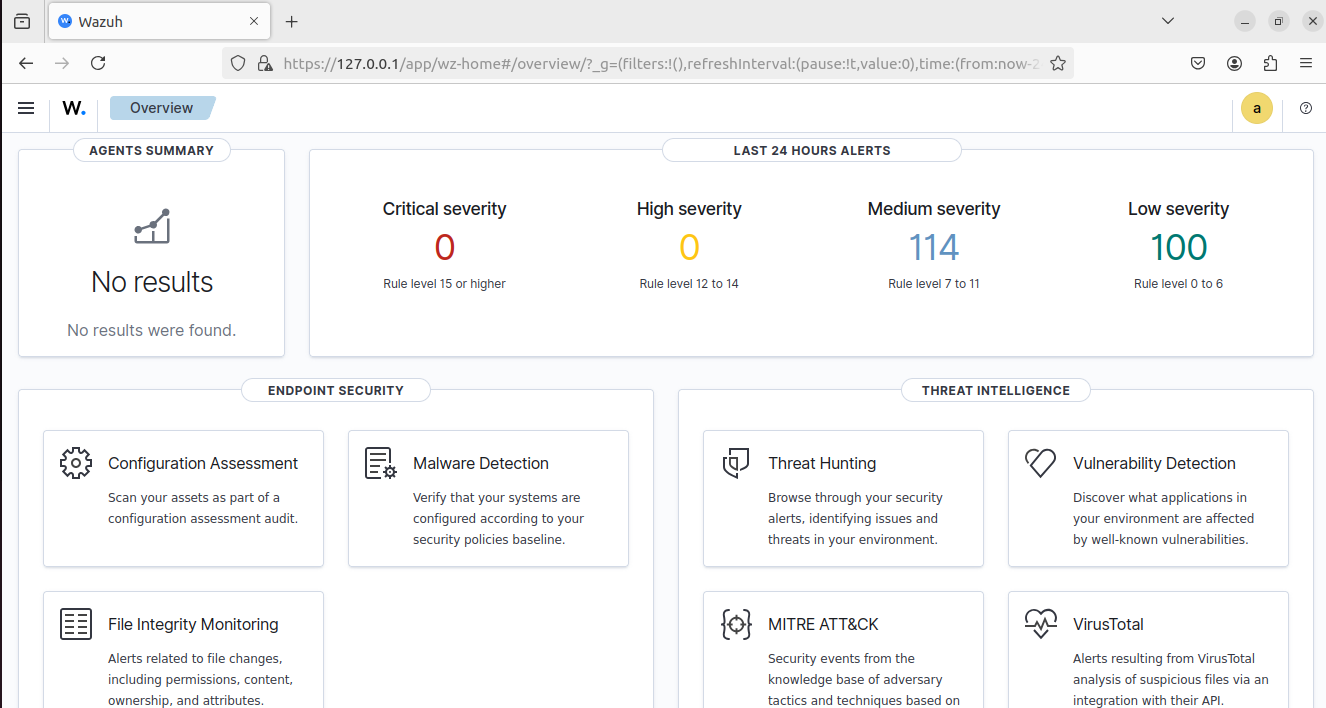 Wazuh
https://127.0.0.1/app/wz-home#/overview/?_g=(filters:!(),refreshInterval:(pause:!t,value:0),time:(from:now-2
W.
Overview
a
AGENTS SUMMARY
No results
No results were found.
LAST 24 HOURS ALERTS
Critical severity
0
Rule level 15 or higher
High severity
0
Rule level 12 to 14
Medium severity
114
Rule level 7 to 11
Low severity
100
Rule level 0 to 6
ENDPOINT SECURITY
Configuration Assessment
Scan your assets as part of a
configuration assessment audit.
Malware Detection
Verify that your systems are
configured according to your
security policies baseline.
File Integrity Monitoring
Alerts related to file changes,
including permissions, content,
ownership, and attributes.
THREAT INTELLIGENCE
Threat Hunting
Browse through your security
alerts, identifying issues and
threats in your environment.
Vulnerability Detection
Discover what applications in
your environment are affected
by well-known vulnerabilities.
MITRE ATT&CK
Security events from the
knowledge base of adversary
tactics and techniques based on
VirusTotal
Alerts resulting from VirusTotal
analysis of suspicious files via an
integration with their API.